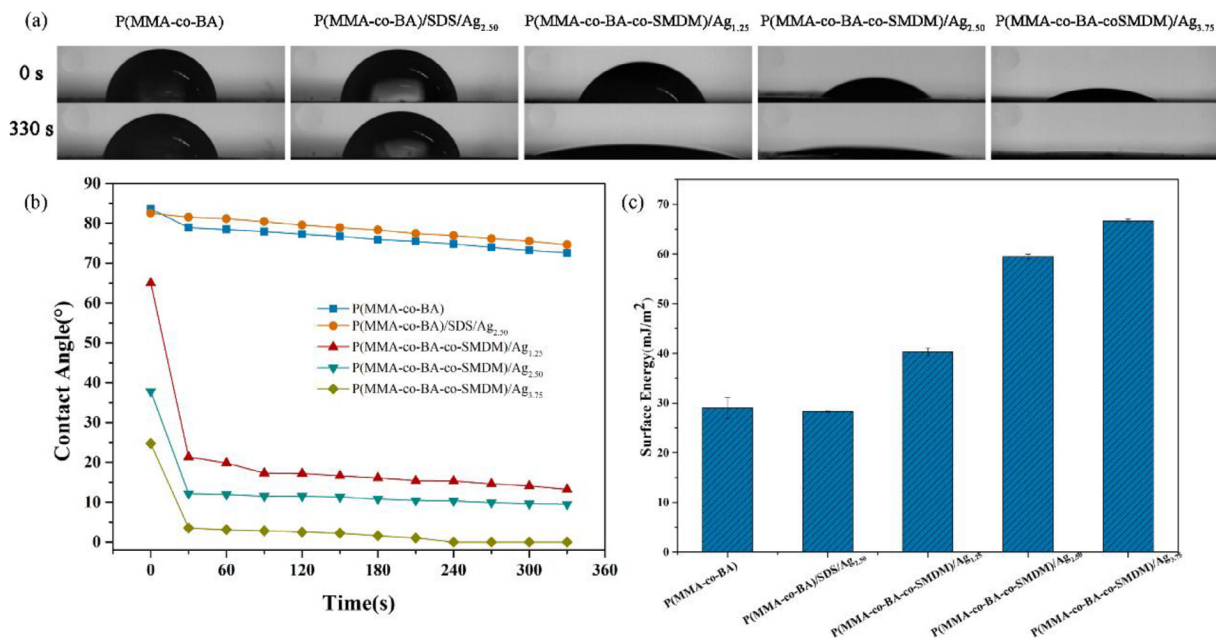 (a)
P(MMA-co-BA) P(MMA-co-BA)/SDS/Ag2.50 P(MMA-co-BA-co-SMDM)/Ag1.25 P(MMA-co-BA-co-SMDM)/Ag2.50 P(MMA-co-BA-coSMDM)/Ag3.75
0 s
330 s
(b)
90
80
70
60
50
40
30
20
10
0
Contact Angle(°)
P(MMA-co-BA)
P(MMA-co-BA)/SDS/Ag2.50
P(MMA-co-BA-co-SMDM)/Ag1.25
P(MMA-co-BA-co-SMDM)/Ag2.50
P(MMA-co-BA-co-SMDM)/Ag3.75
0 60 120 180 240 300 360
Time(s)
(c)
70
60
50
40
30
20
10
0
Surface Energy(mJ/m2)
P(MMA-co-BA)
P(MMA-co-BA)/SDS/Ag2.50
P(MMA-co-BA-co-SMDM)/Ag1.25
P(MMA-co-BA-co-SMDM)/Ag2.50
P(MMA-co-BA-co-SMDM)/Ag3.75